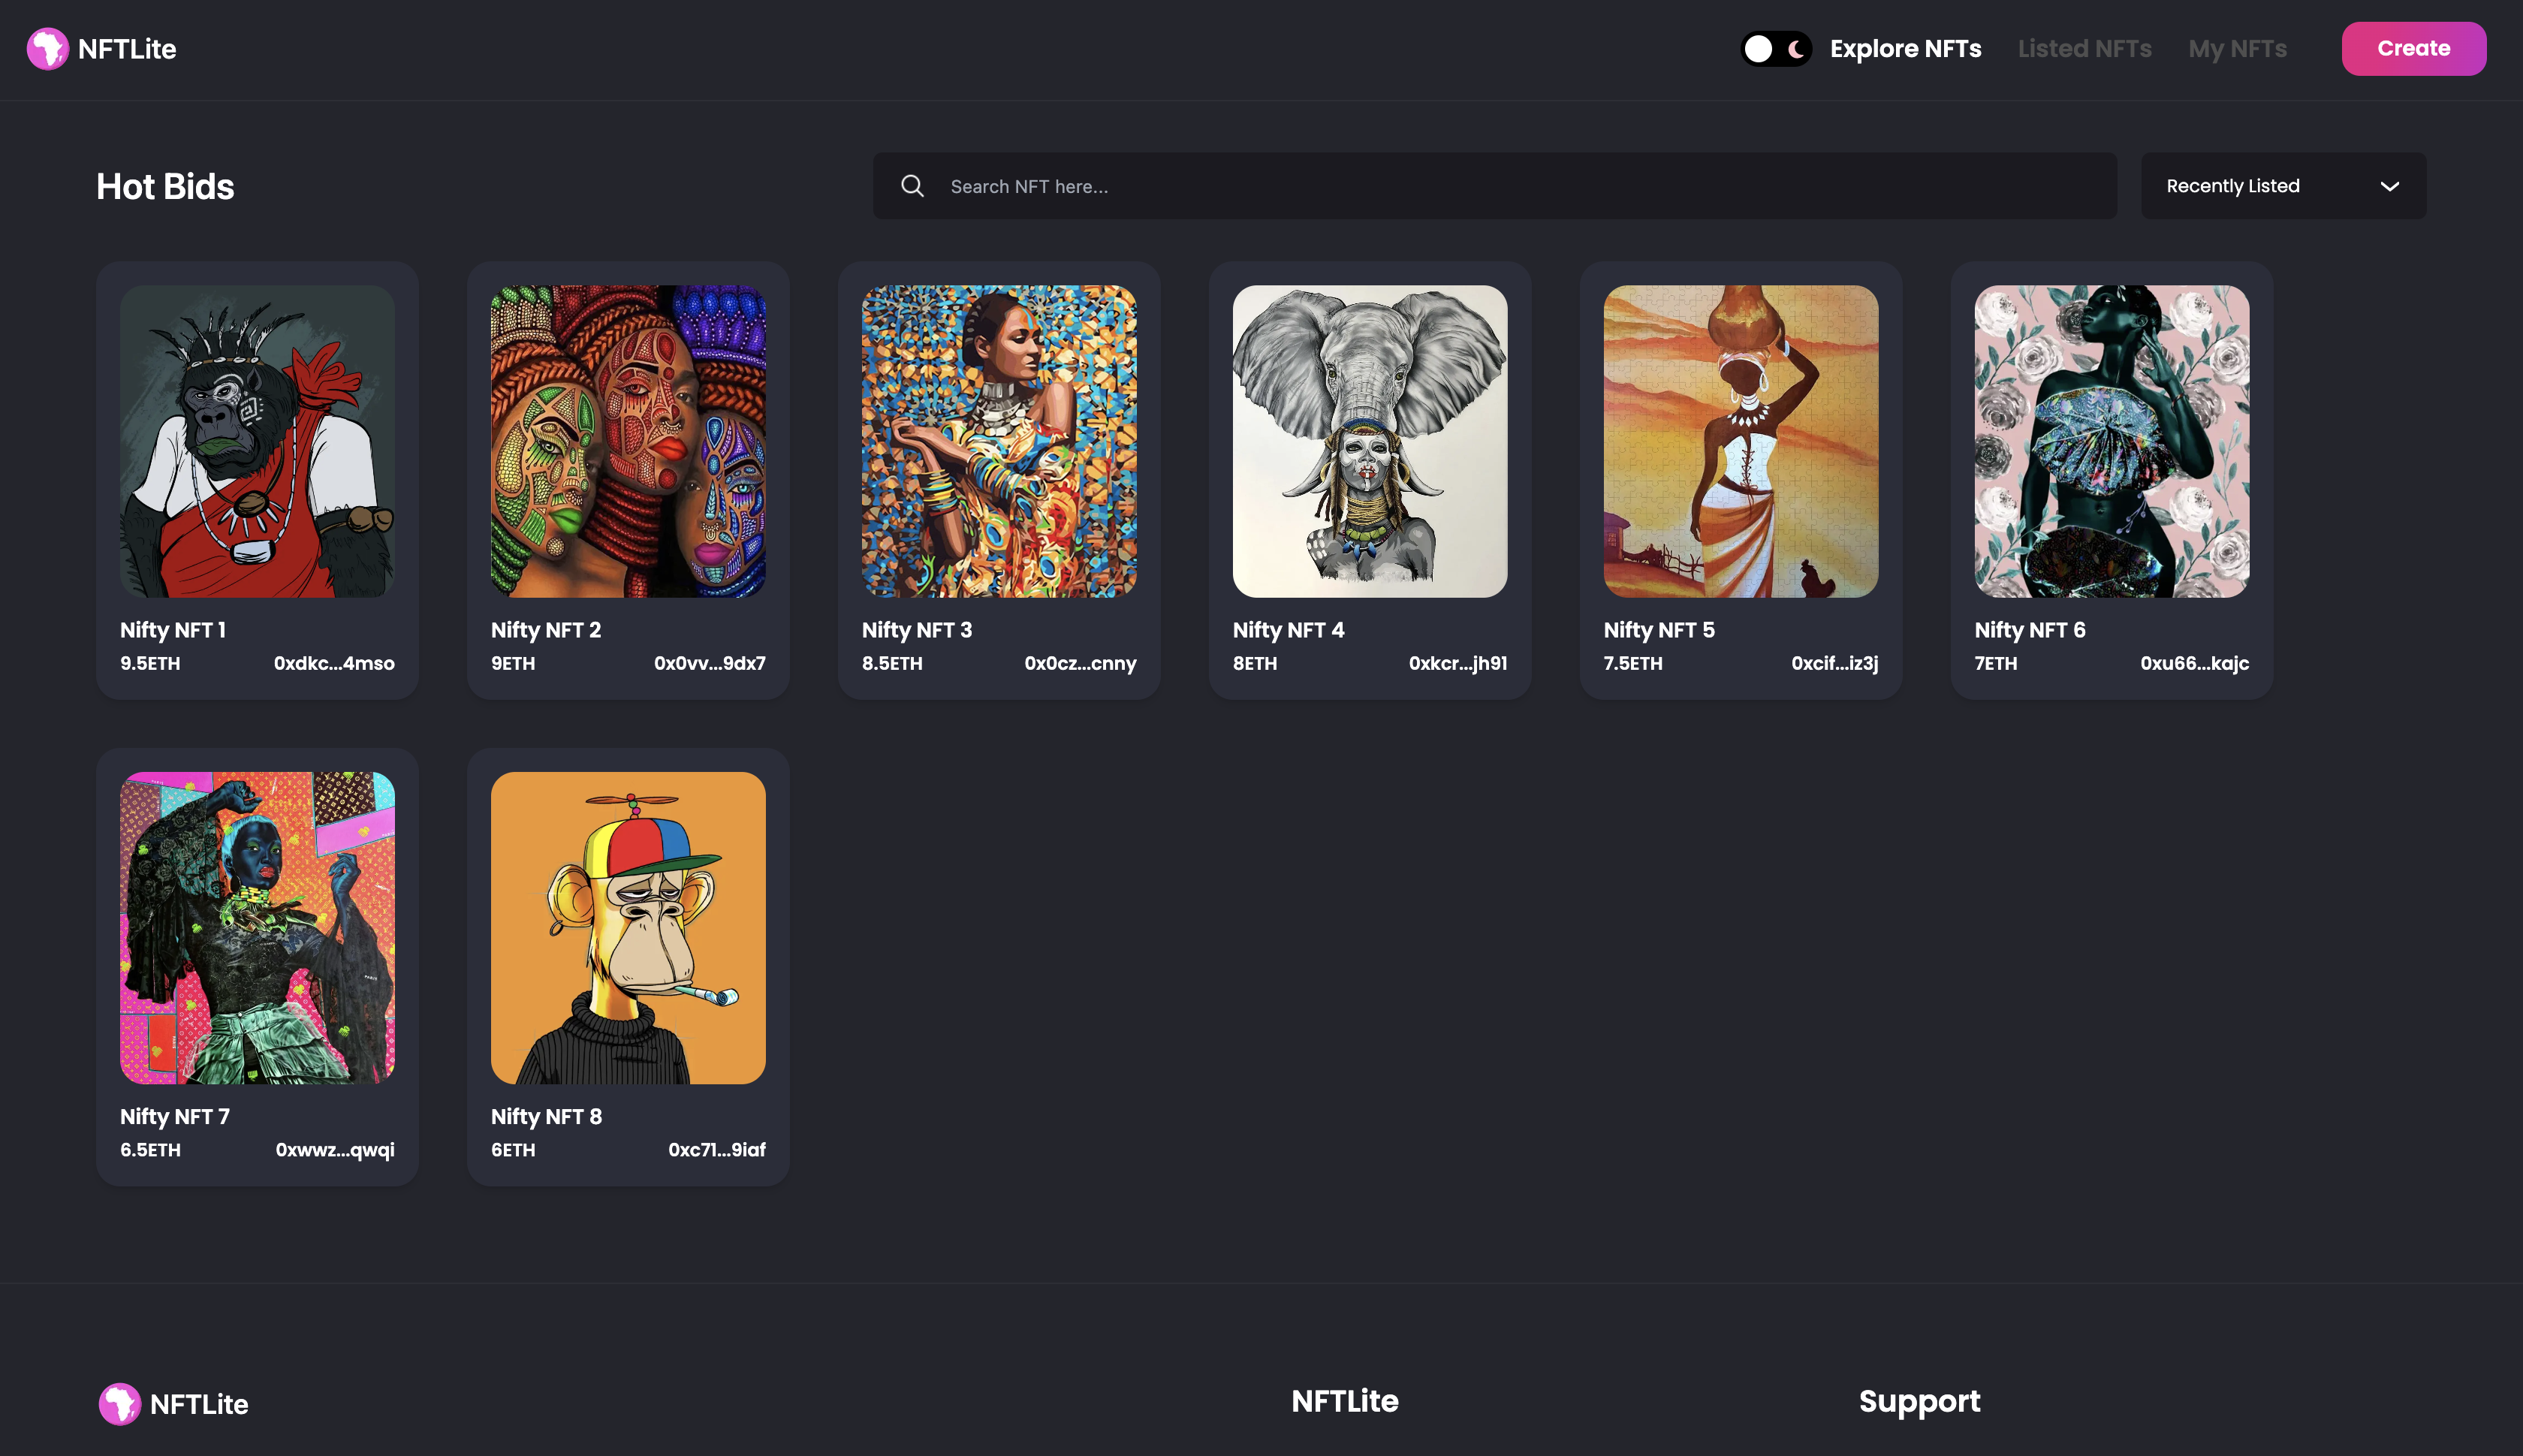 NFTLite
Explore NFTs
Listed NFTs
My NFTs
Create
Hot Bids
Search NFT here...
Recently Listed
Nifty NFT 1
9.5ETH 0xdkc...4mso
Nifty NFT 2
9ETH 0x0vv...9dx7
Nifty NFT 3
8.5ETH 0x0cz...cnny
Nifty NFT 4
8ETH 0xkcr...jh91
Nifty NFT 5
7.5ETH 0xcif...iz3j
Nifty NFT 6
7ETH 0xu66...kajc
Nifty NFT 7
6.5ETH 0xwwz...qwqi
Nifty NFT 8
6ETH 0xc71...9iaf
NFTLite
NFTLite
Support